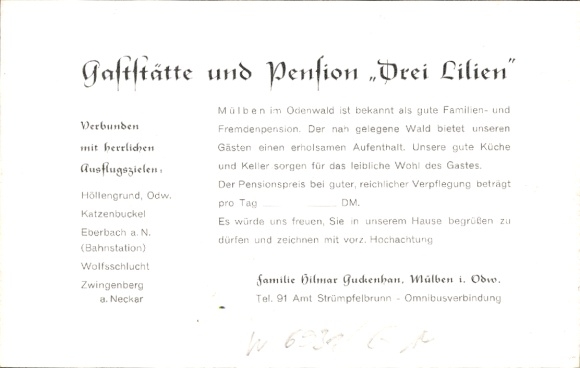 Gaststätte und Pension „Drei Lilien"
Verbunden
mit herrlichen
Ausflugszielen:
Höllengrund, Odw.
Katzenbuckel
Eberbach a. N.
(Bahnstation)
Wolfsschlucht
Zwingenberg
a. Neckar
Mülben im Odenwald ist bekannt als gute Familien- und
Fremdenpension. Der nah gelegene Wald bietet unseren
Gästen einen erholsamen Aufenthalt. Unsere gute Küche
und Keller sorgen für das leibliche Wohl des Gastes.
Der Pensionspreis bei guter, reichlicher Verpflegung beträgt
pro Tag ____ DM.
Es würde uns freuen, Sie in unserem Hause begrüßen zu
dürfen und zeichnen mit vorz. Hochachtung
Familie Hilmar Guckenhan, Mülben i. Odw.
Tel. 91 Amt Strümpfelbrunn - Omnibusverbindung